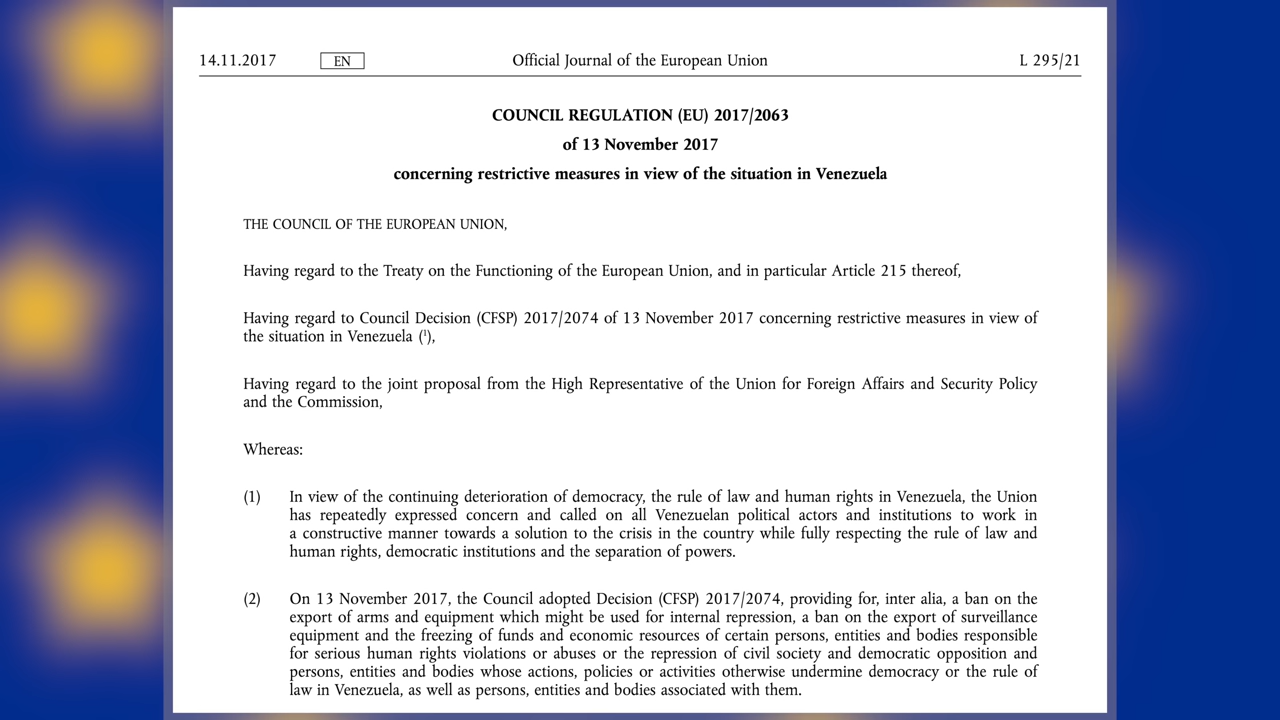 14.11.2017 EN Official Journal of the European Union L 295/21
COUNCIL REGULATION (EU) 2017/2063
of 13 November 2017
concerning restrictive measures in view of the situation in Venezuela
THE COUNCIL OF THE EUROPEAN UNION,
Having regard to the Treaty on the Functioning of the European Union, and in particular Article 215 thereof,
Having regard to Council Decision (CFSP) 2017/2074 of 13 November 2017 concerning restrictive measures in view of
the situation in Venezuela (¹),
Having regard to the joint proposal from the High Representative of the Union for Foreign Affairs and Security Policy
and the Commission,
Whereas:
(1) In view of the continuing deterioration of democracy, the rule of law and human rights in Venezuela, the Union
has repeatedly expressed concern and called on all Venezuelan political actors and institutions to work in
a constructive manner towards a solution to the crisis in the country while fully respecting the rule of law and
human rights, democratic institutions and the separation of powers.
(2) On 13 November 2017, the Council adopted Decision (CFSP) 2017/2074, providing for, inter alia, a ban on the
export of arms and equipment which might be used for internal repression, a ban on the export of surveillance
equipment and the freezing of funds and economic resources of certain persons, entities and bodies responsible
for serious human rights violations or abuses or the repression of civil society and democratic opposition and
persons, entities and bodies whose actions, policies or activities otherwise undermine democracy or the rule of
law in Venezuela, as well as persons, entities and bodies associated with them.